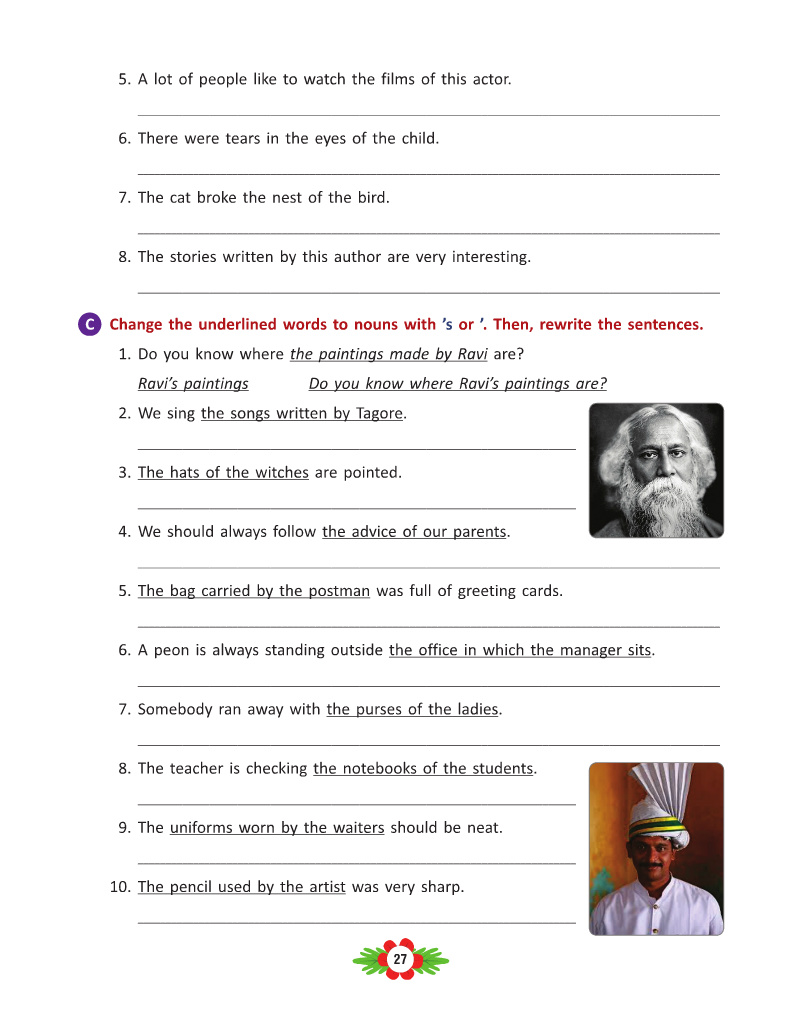 5. A lot of people like to watch the films of this actor.
6. There were tears in the eyes of the child.
7. The cat broke the nest of the bird.
8. The stories written by this author are very interesting.
C Change the underlined words to nouns with ’s or ’. Then, rewrite the sentences.
1. Do you know where the paintings made by Ravi are?
Ravi’s paintings Do you know where Ravi’s paintings are?
2. We sing the songs written by Tagore.
3. The hats of the witches are pointed.
4. We should always follow the advice of our parents.
5. The bag carried by the postman was full of greeting cards.
6. A peon is always standing outside the office in which the manager sits.
7. Somebody ran away with the purses of the ladies.
8. The teacher is checking the notebooks of the students.
9. The uniforms worn by the waiters should be neat.
10. The pencil used by the artist was very sharp.
27